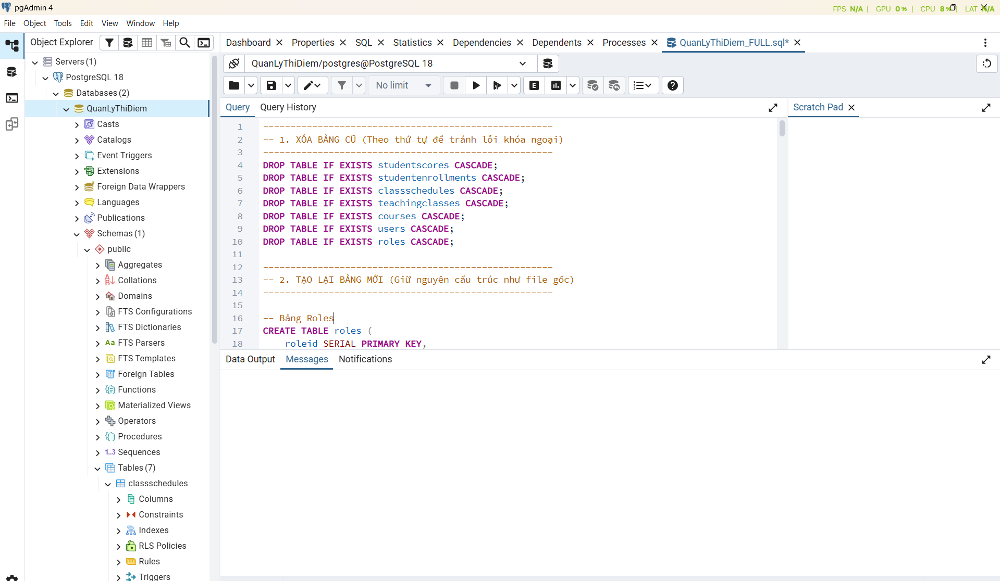 pgAdmin 4
FPS N/A | GPU 0% | CPU 8% | LAT N/A
File Object Tools Edit View Window Help
Object Explorer
Dashboard Properties SQL Statistics Dependencies Dependents Processes QuanLyThiDiem_FULL.sql*
Servers (1)
PostgreSQL 18
Databases (2)
QuanLyThiDiem
Casts
Catalogs
Event Triggers
Extensions
Foreign Data Wrappers
Languages
Publications
Schemas (1)
public
Aggregates
Collations
Domains
FTS Configurations
FTS Dictionaries
Aa FTS Parsers
FTS Templates
Foreign Tables
Functions
Materialized Views
Operators
Procedures
1..3 Sequences
Tables (7)
classschedules
Columns
Constraints
Indexes
RLS Policies
Rules
Triggers
QuanLyThiDiem/postgres@PostgreSQL 18
No limit
E
Query Query History
Scratch Pad
1 -----------------------------------------------------
2 -- 1. XÓA BẢNG CŨ (Theo thứ tự để tránh lỗi khóa ngoại)
3 -----------------------------------------------------
4 DROP TABLE IF EXISTS studentscores CASCADE;
5 DROP TABLE IF EXISTS studentenrollments CASCADE;
6 DROP TABLE IF EXISTS classschedules CASCADE;
7 DROP TABLE IF EXISTS teachingclasses CASCADE;
8 DROP TABLE IF EXISTS courses CASCADE;
9 DROP TABLE IF EXISTS users CASCADE;
10 DROP TABLE IF EXISTS roles CASCADE;
11
12 -----------------------------------------------------
13 -- 2. TẠO LẠI BẢNG MỚI (Giữ nguyên cấu trúc như file gốc)
14 -----------------------------------------------------
15
16 -- Bảng Roles
17 CREATE TABLE roles (
18 roleid SERIAL PRIMARY KEY,
Data Output Messages Notifications